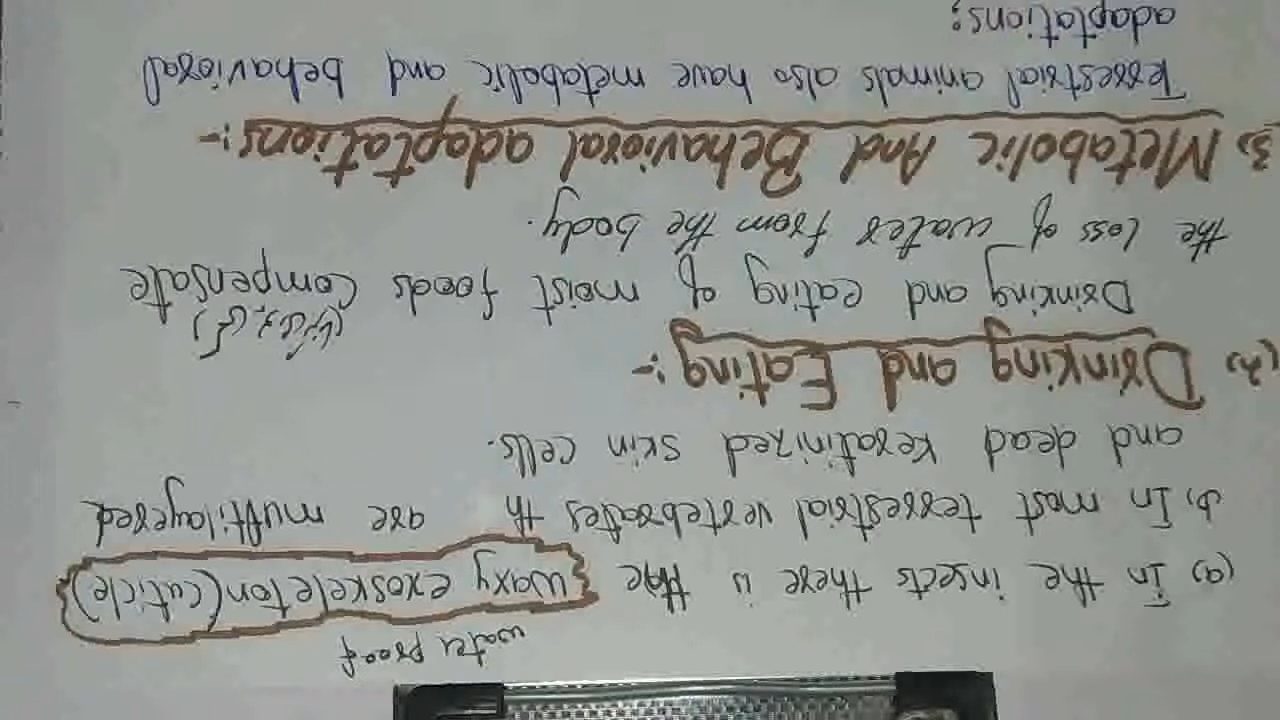 water proof
(a) In the insects there is the waxy exoskeleton (cuticle)
b, In most terrestrial vertebrates th are multilayered
and dead keratinized skin cells.
(2) Drinking and Eating:-
Drinking and eating of moist foods compensate
the loss of water from the body.
3, Metabolic And Behavioral adaptations:-
Terrestrial animals also have metabolic and behavioral
adaptations: